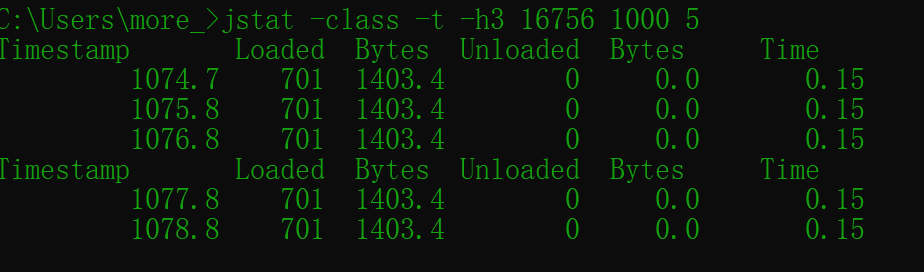 C:\Users\more_>jstat -class -t -h3 16756 1000 5
Timestamp       Loaded  Bytes  Unloaded  Bytes     Time
         1074.7    701  1403.4        0     0.0       0.15
         1075.8    701  1403.4        0     0.0       0.15
         1076.8    701  1403.4        0     0.0       0.15
Timestamp       Loaded  Bytes  Unloaded  Bytes     Time
         1077.8    701  1403.4        0     0.0       0.15
         1078.8    701  1403.4        0     0.0       0.15